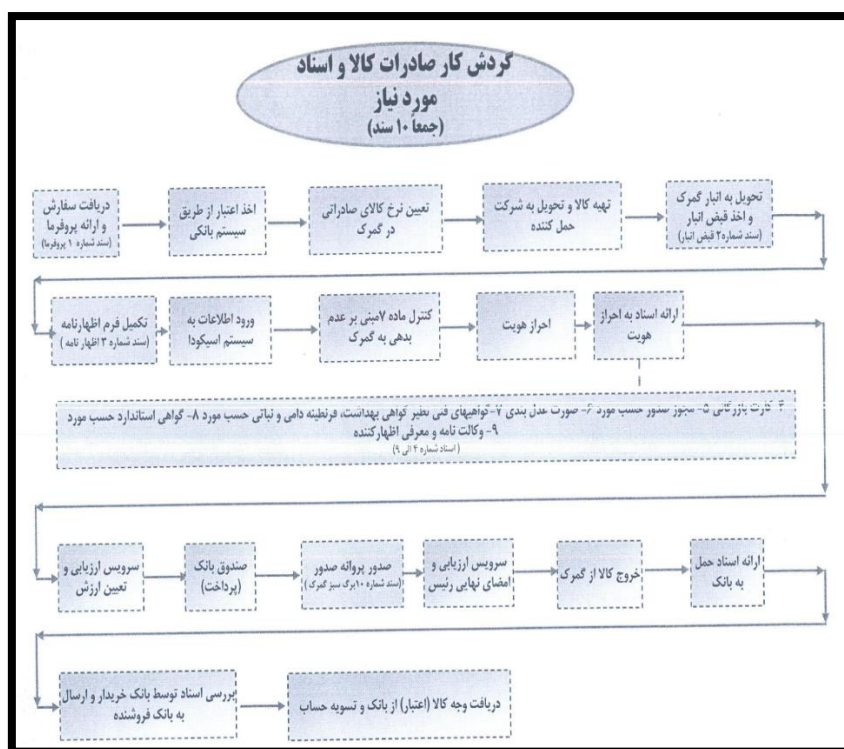 گردش کار صادرات کالا و اسناد
مورد نیاز
(جمعاً ۱۰ سند)
دریافت سفارش
و ارائه پروفرما
(سند شماره ۱ پروفرما)
اخذ اعتبار از طریق
سیستم بانکی
تعیین نرخ کالای صادراتی
در گمرک
تهیه کالا و تحویل به شرکت
حمل کننده
تحویل به انبار گمرک
و اخذ قبض انبار
(سند شماره۲ قبض انبار)
تکمیل فرم اظهارنامه
(سند شماره ۳ اظهار نامه )
ورود اطلاعات به
سیستم آسیکودا
کنترل ماده ۷مبنی بر عدم
بدهی به گمرک
احراز هویت
ارائه اسناد به احراز
هویت
۴- کارت بازرگانی ۵- مجوز صدور حسب مورد ۶- صورت عدل بندی ۷-گواهیهای فنی نظیر گواهی بهداشت، قرنطینه دامی و نباتی حسب مورد ۸- گواهی استاندارد حسب مورد
۹- وکالت نامه و معرفی اظهارکننده
( اسناد شماره ۴ الی ۹)
سرویس ارزیابی و
تعیین ارزش
صندوق بانک
(پرداخت)
صدور پروانه صدور
(سند شماره ۱۰برگ سبز گمرک )
سرویس ارزیابی و
امضای نهایی رئیس
خروج کالا از گمرک
ارائه اسناد حمل
به بانک
بررسی اسناد توسط بانک خریدار و ارسال
به بانک فروشنده
دریافت وجه کالا (اعتبار) از بانک و تسویه حساب